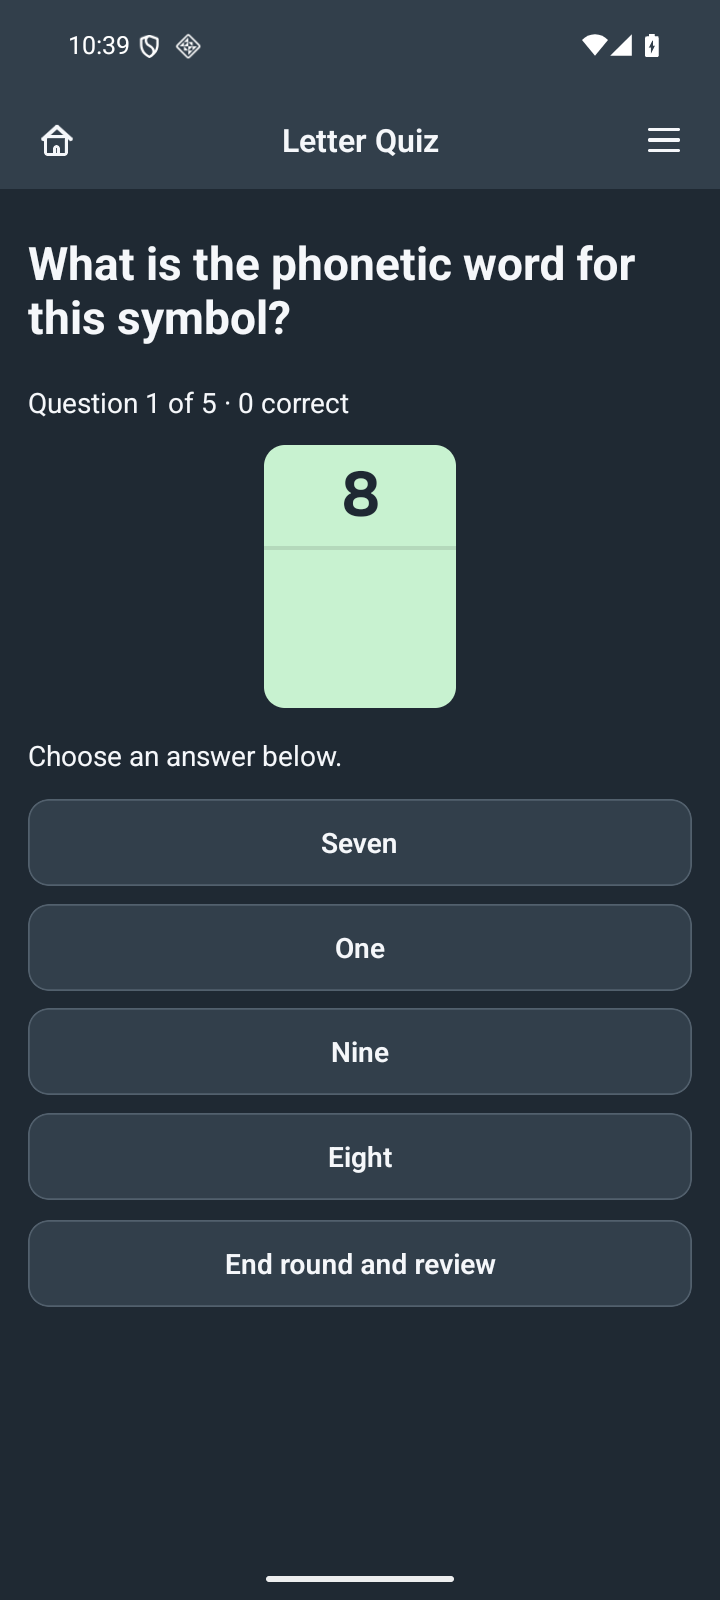 10:39
Letter Quiz
What is the phonetic word for
this symbol?
Question 1 of 5 · 0 correct
8
Choose an answer below.
Seven
One
Nine
Eight
End round and review